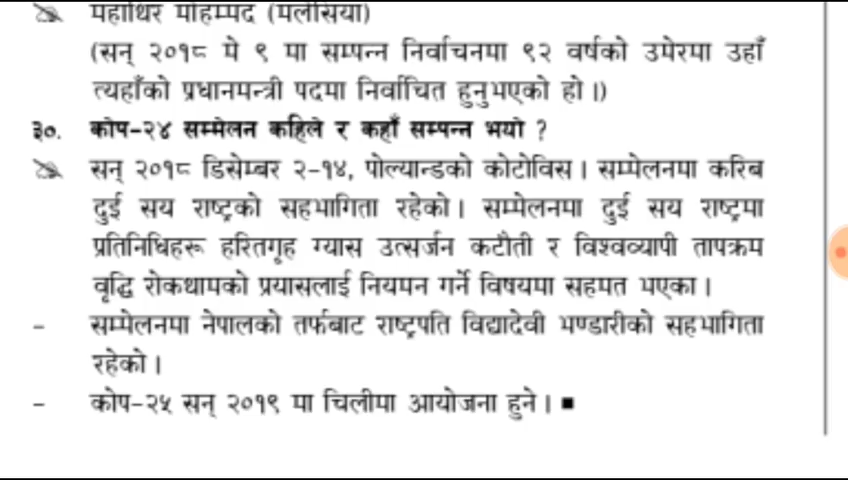 महाथिर मोहम्मद (मलेसिया)
(सन् २०१८ मे ९ मा सम्पन्न निर्वाचनमा ९२ वर्षको उमेरमा उहाँ
त्यहाँको प्रधानमन्त्री पदमा निर्वाचित हुनुभएको हो ।)
३०. कोप-२४ सम्मेलन कहिले र कहाँ सम्पन्न भयो ?
सन् २०१८ डिसेम्बर २-१४, पोल्यान्डको कोटोविस । सम्मेलनमा करिब
दुई सय राष्ट्रको सहभागिता रहेको । सम्मेलनमा दुई सय राष्ट्रमा
प्रतिनिधिहरू हरितगृह ग्यास उत्सर्जन कटौती र विश्वव्यापी तापक्रम
वृद्धि रोकथामको प्रयासलाई नियमन गर्ने विषयमा सहमत भएका ।
- सम्मेलनमा नेपालको तर्फबाट राष्ट्रपति विद्यादेवी भण्डारीको सहभागिता
रहेको ।
- कोप-२५ सन् २०१९ मा चिलीमा आयोजना हुने । ■